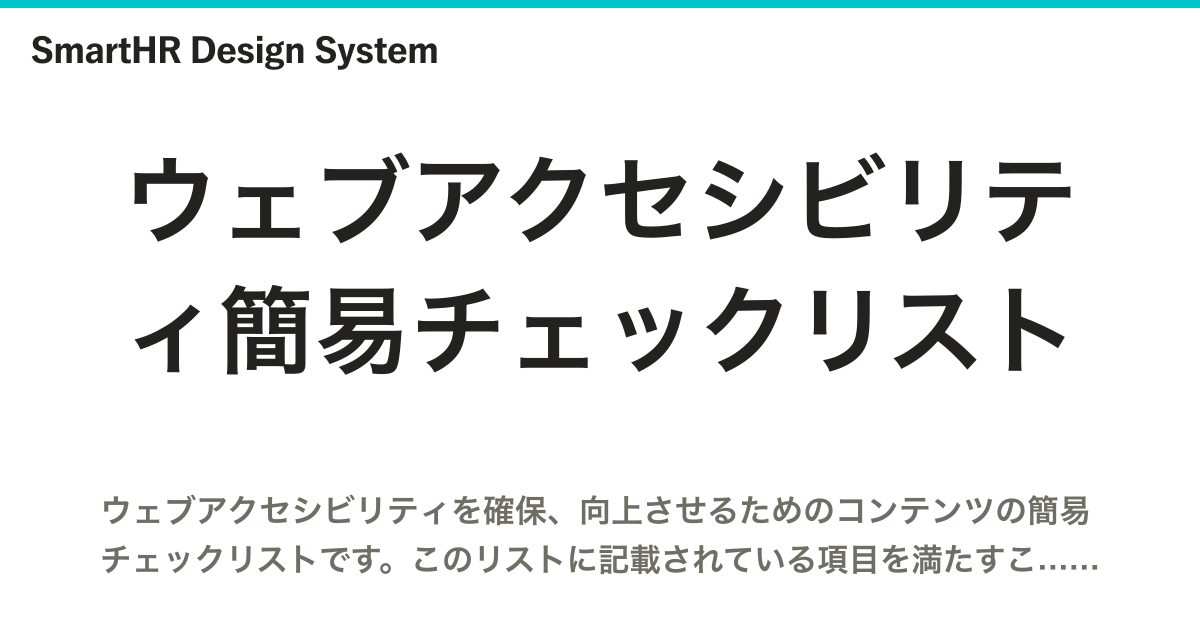 SmartHR Design System
ウェブアクセシビリテ
ィ簡易チェックリスト
ウェブアクセシビリティを確保、向上させるためのコンテンツの簡易
チェックリストです。このリストに記載されている項目を満たすこ……